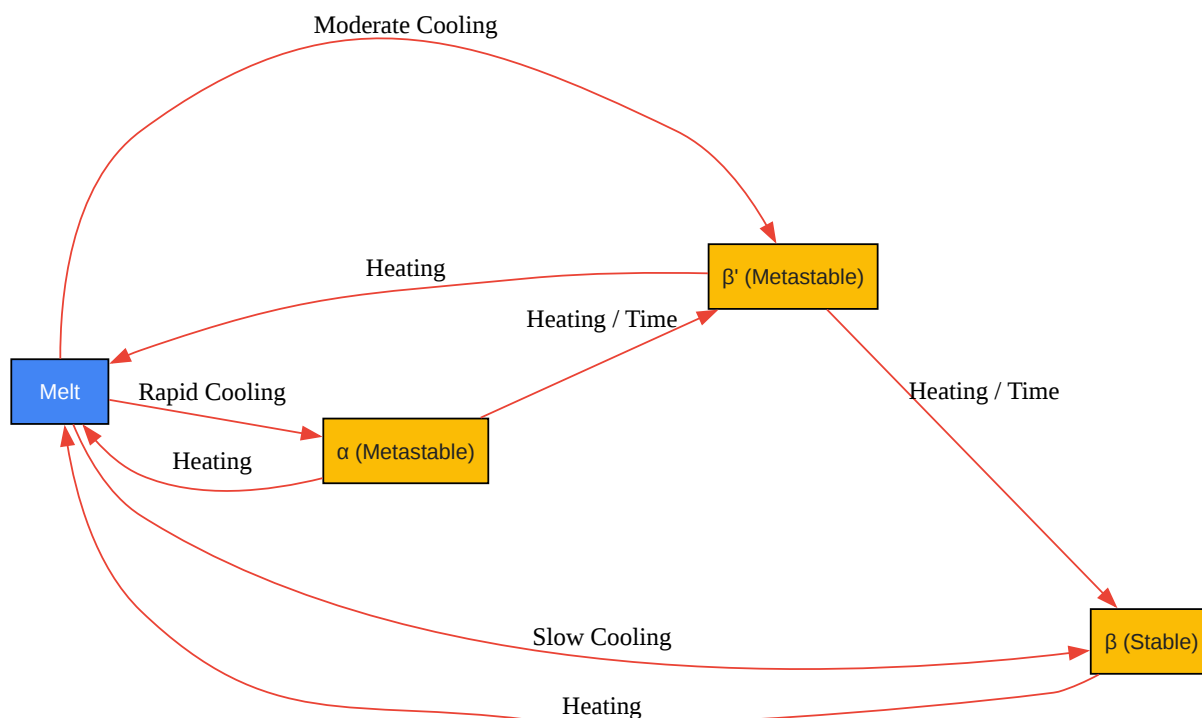 Moderate Cooling
Heating
β' (Metastable)
Heating / Time
Melt
Rapid Cooling
Heating / Time
α (Metastable)
Heating
Slow Cooling
β (Stable)
Heating